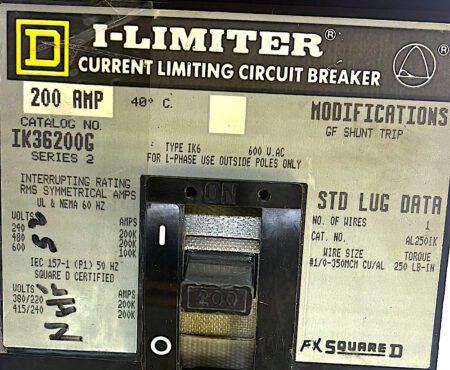 I-LIMITER®
CURRENT LIMITING CIRCUIT BREAKER
D
200 AMP
40° C.
CATALOG NO.
IK36200G
SERIES 2
MODIFICATIONS
GF SHUNT TRIP
TYPE IK6 600 V.AC
FOR 1-PHASE USE OUTSIDE POLES ONLY
INTERRUPTING RATING
RMS SYMMETRICAL AMPS
UL & NEMA 60 HZ
VOLTS AMPS
240 200K
480 200K
600 100K
IEC 157-1 (P1) 50 HZ
SQUARE D CERTIFIED
VOLTS AMPS
380/220 200K
415/240 200K
ON
I
200
O
STD LUG DATA
NO. OF WIRES 1
CAT. NO. AL250IK
WIRE SIZE TORQUE
#1/0-350MCM CU/AL 250 LB-IN
SQUARE D